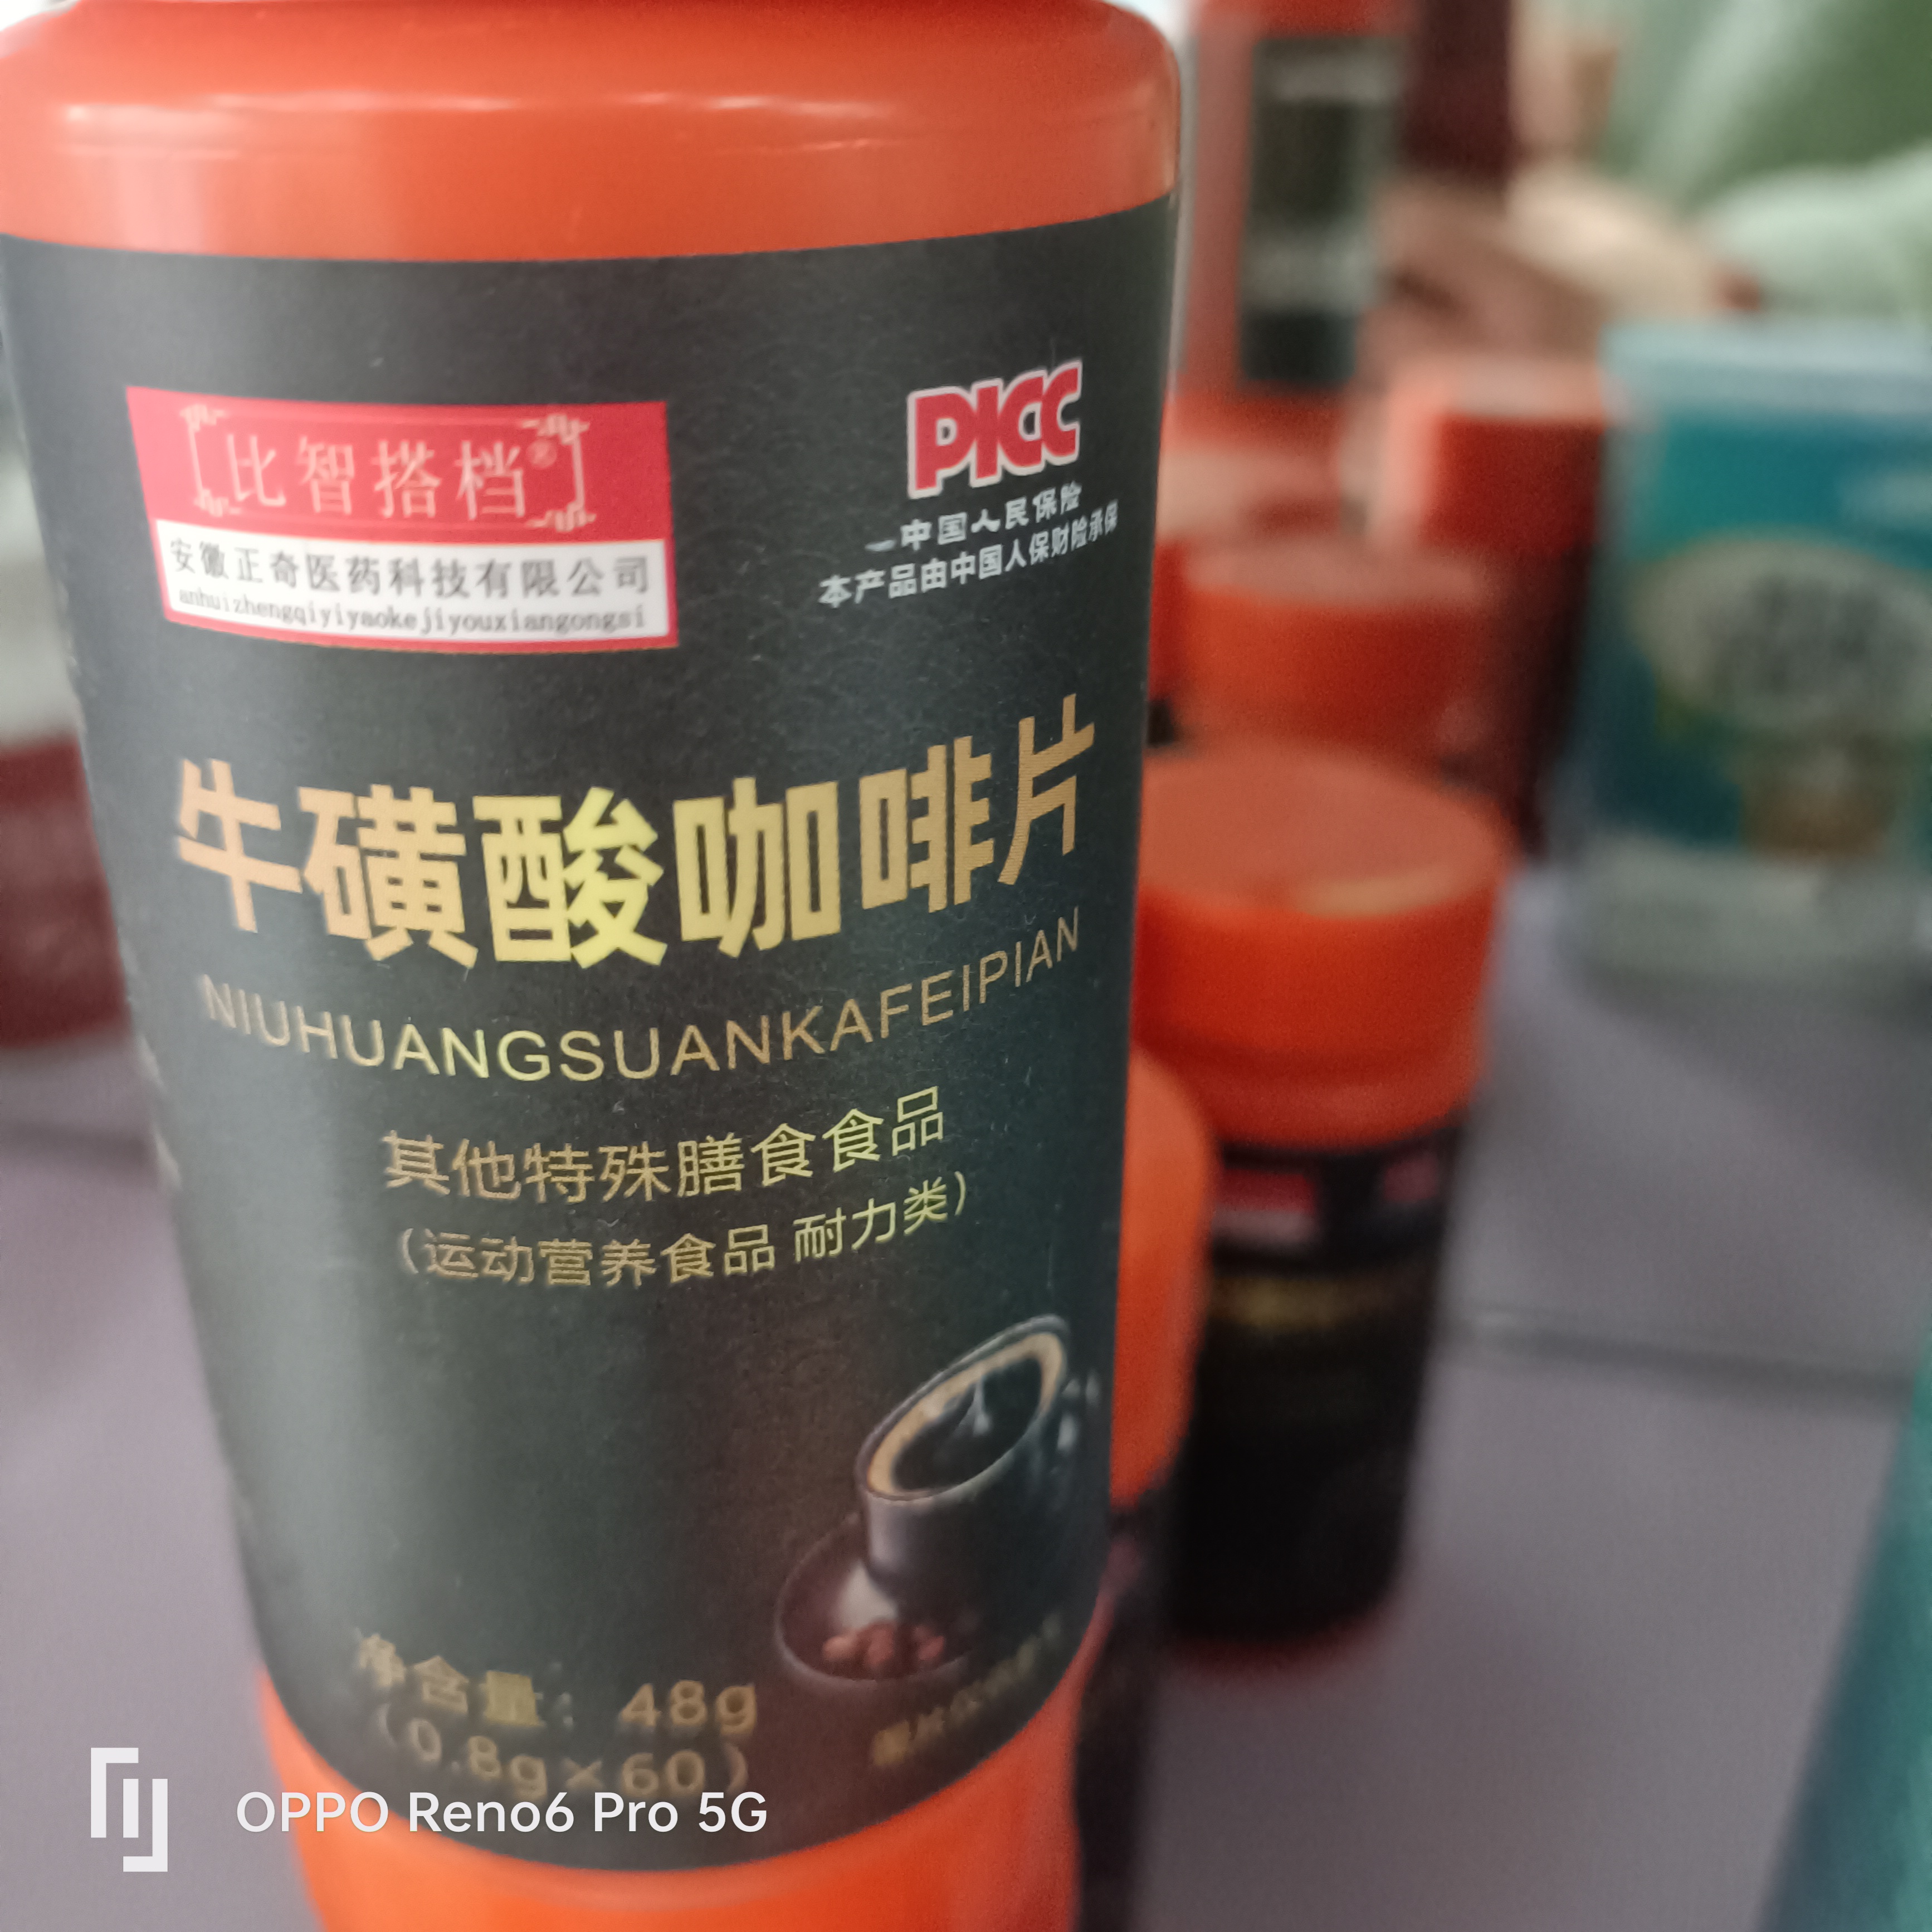 比智搭档®
安徽正奇医药科技有限公司
anhuizhengqiyiyaokejiyouxiangongsi
PICC
中国人民保险
本产品由中国人保财险承保
牛磺酸咖啡片
NIUHUANGSUANKAFEIPIAN
其他特殊膳食食品
（运动营养食品 耐力类）
净含量：48g
（0.8g×60）
OPPO Reno6 Pro 5G